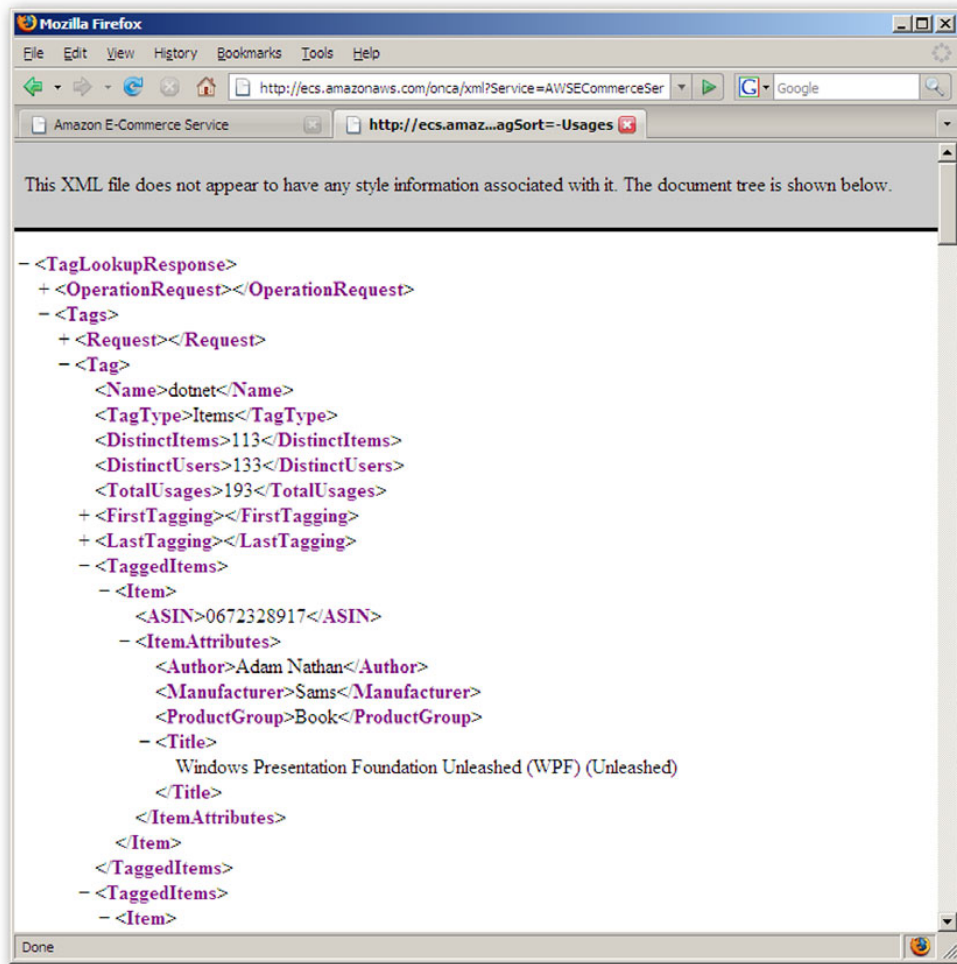 Mozilla Firefox
File Edit View History Bookmarks Tools Help
http://ecs.amazonaws.com/onca/xml?Service=AWSECommerceSer G Google
Amazon E-Commerce Service http://ecs.amaz...agSort=-Usages
This XML file does not appear to have any style information associated with it. The document tree is shown below.
- <TagLookupResponse>
+ <OperationRequest></OperationRequest>
- <Tags>
+ <Request></Request>
- <Tag>
<Name>dotnet</Name>
<TagType>Items</TagType>
<DistinctItems>113</DistinctItems>
<DistinctUsers>133</DistinctUsers>
<TotalUsages>193</TotalUsages>
+ <FirstTagging></FirstTagging>
+ <LastTagging></LastTagging>
- <TaggedItems>
- <Item>
<ASIN>0672328917</ASIN>
- <ItemAttributes>
<Author>Adam Nathan</Author>
<Manufacturer>Sams</Manufacturer>
<ProductGroup>Book</ProductGroup>
- <Title>
Windows Presentation Foundation Unleashed (WPF) (Unleashed)
</Title>
</ItemAttributes>
</Item>
</TaggedItems>
- <TaggedItems>
- <Item>
Done